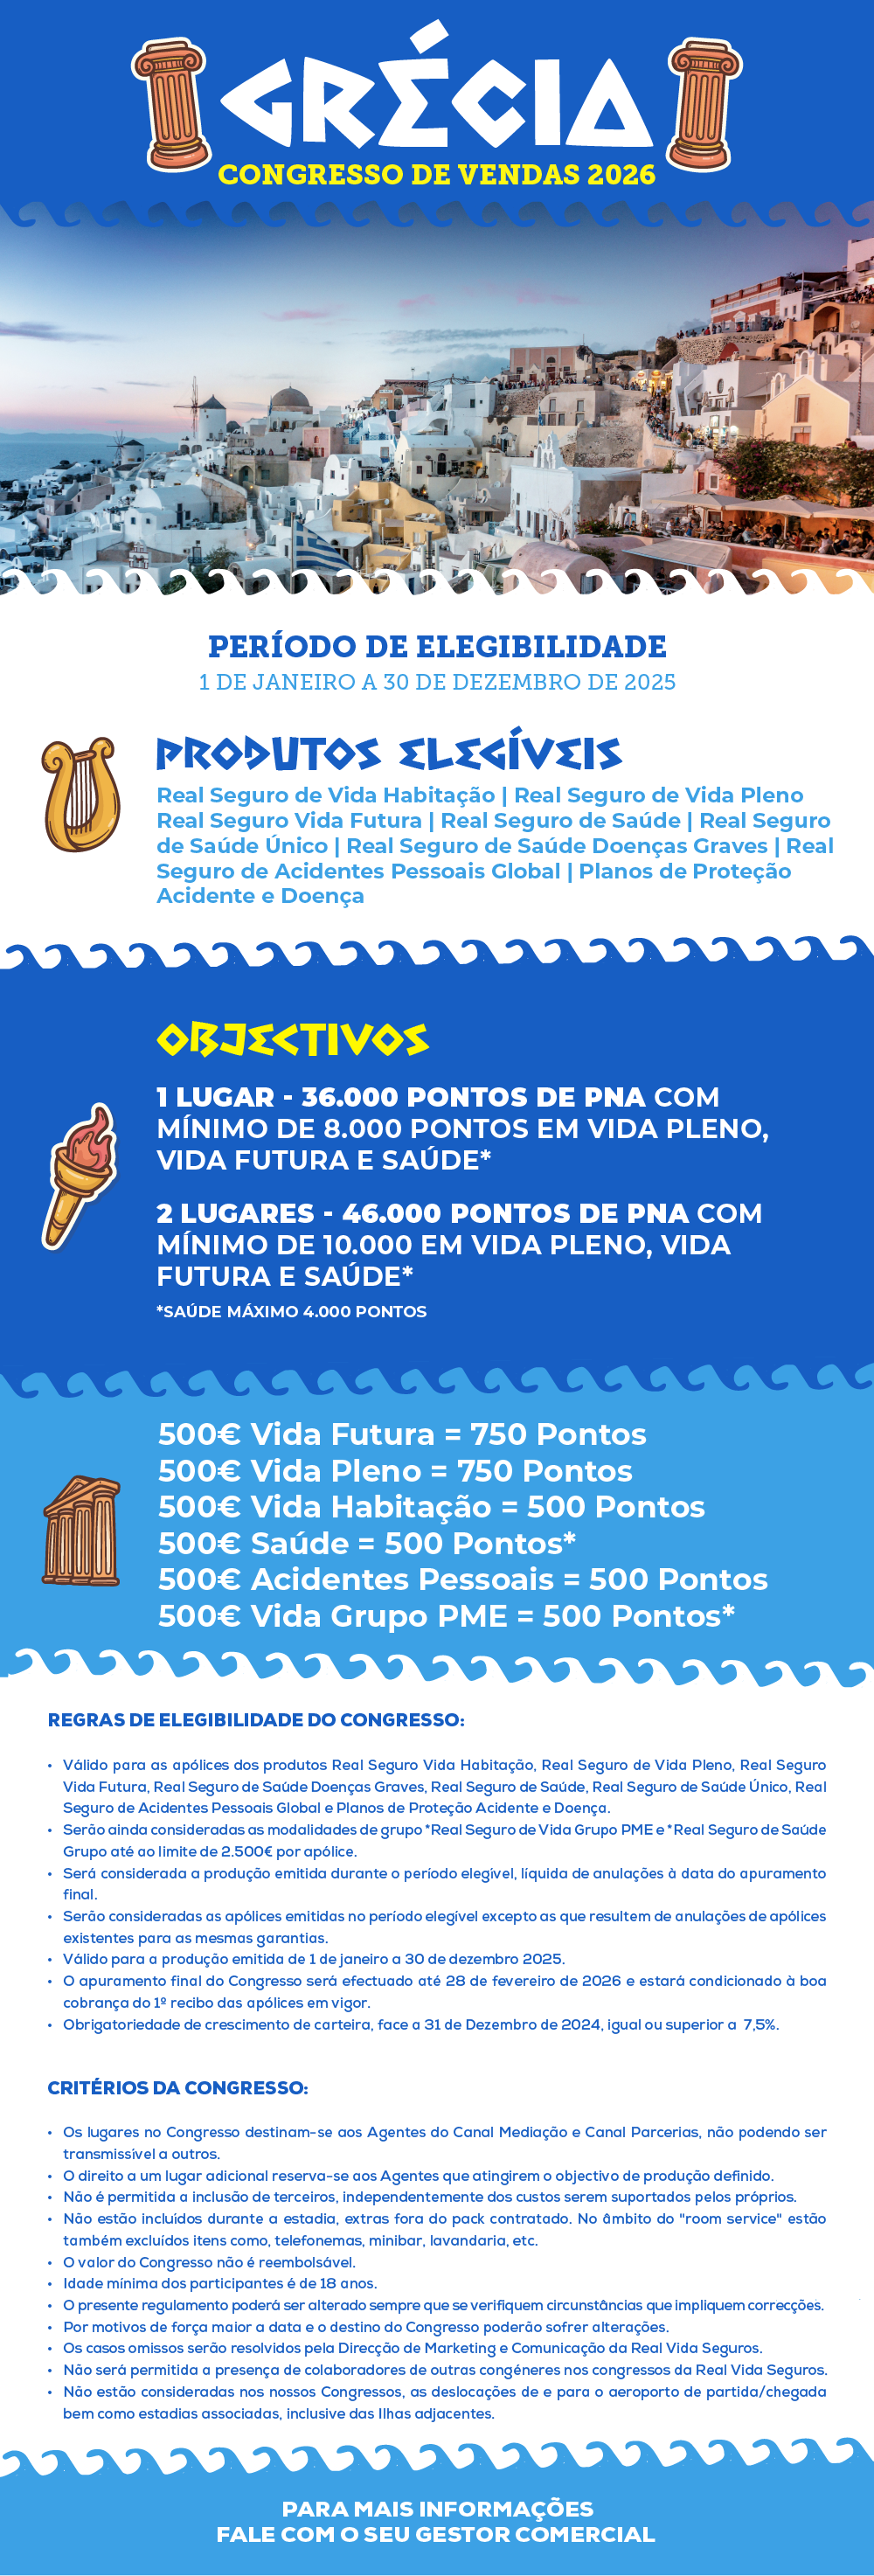 GRÉCIA
CONGRESSO DE VENDAS 2026
PERÍODO DE ELEGIBILIDADE
1 DE JANEIRO A 30 DE DEZEMBRO DE 2025
PRODUTOS ELEGÍVEIS
Real Seguro de Vida Habitação | Real Seguro de Vida Pleno
Real Seguro Vida Futura | Real Seguro de Saúde | Real Seguro
de Saúde Único | Real Seguro de Saúde Doenças Graves | Real
Seguro de Acidentes Pessoais Global | Planos de Proteção
Acidente e Doença
OBJECTIVOS
1 LUGAR - 36.000 PONTOS DE PNA COM
MÍNIMO DE 8.000 PONTOS EM VIDA PLENO,
VIDA FUTURA E SAÚDE*
2 LUGARES - 46.000 PONTOS DE PNA COM
MÍNIMO DE 10.000 EM VIDA PLENO, VIDA
FUTURA E SAÚDE*
*SAÚDE MÁXIMO 4.000 PONTOS
500€ Vida Futura = 750 Pontos
500€ Vida Pleno = 750 Pontos
500€ Vida Habitação = 500 Pontos
500€ Saúde = 500 Pontos*
500€ Acidentes Pessoais = 500 Pontos
500€ Vida Grupo PME = 500 Pontos*
REGRAS DE ELEGIBILIDADE DO CONGRESSO:
• Válido para as apólices dos produtos Real Seguro Vida Habitação, Real Seguro de Vida Pleno, Real Seguro
Vida Futura, Real Seguro de Saúde Doenças Graves, Real Seguro de Saúde, Real Seguro de Saúde Único, Real
Seguro de Acidentes Pessoais Global e Planos de Proteção Acidente e Doença.
• Serão ainda consideradas as modalidades de grupo *Real Seguro de Vida Grupo PME e *Real Seguro de Saúde
Grupo até ao limite de 2.500€ por apólice.
• Será considerada a produção emitida durante o período elegível, líquida de anulações à data do apuramento
final.
• Serão consideradas as apólices emitidas no período elegível excepto as que resultem de anulações de apólices
existentes para as mesmas garantias.
• Válido para a produção emitida de 1 de janeiro a 30 de dezembro 2025.
• O apuramento final do Congresso será efectuado até 28 de fevereiro de 2026 e estará condicionado à boa
cobrança do 1º recibo das apólices em vigor.
• Obrigatoriedade de crescimento de carteira, face a 31 de Dezembro de 2024, igual ou superior a 7,5%.
CRITÉRIOS DA CONGRESSO:
• Os lugares no Congresso destinam-se aos Agentes do Canal Mediação e Canal Parcerias, não podendo ser
transmissível a outros.
• O direito a um lugar adicional reserva-se aos Agentes que atingirem o objectivo de produção definido.
• Não é permitida a inclusão de terceiros, independentemente dos custos serem suportados pelos próprios.
• Não estão incluídos durante a estadia, extras fora do pack contratado. No âmbito do "room service" estão
também excluídos itens como, telefonemas, minibar, lavandaria, etc.
• O valor do Congresso não é reembolsável.
• Idade mínima dos participantes é de 18 anos.
• O presente regulamento poderá ser alterado sempre que se verifiquem circunstâncias que impliquem correcções.
• Por motivos de força maior a data e o destino do Congresso poderão sofrer alterações.
• Os casos omissos serão resolvidos pela Direcção de Marketing e Comunicação da Real Vida Seguros.
• Não será permitida a presença de colaboradores de outras congéneres nos congressos da Real Vida Seguros.
• Não estão consideradas nos nossos Congressos, as deslocações de e para o aeroporto de partida/chegada
bem como estadias associadas, inclusive das Ilhas adjacentes.
PARA MAIS INFORMAÇÕES
FALE COM O SEU GESTOR COMERCIAL